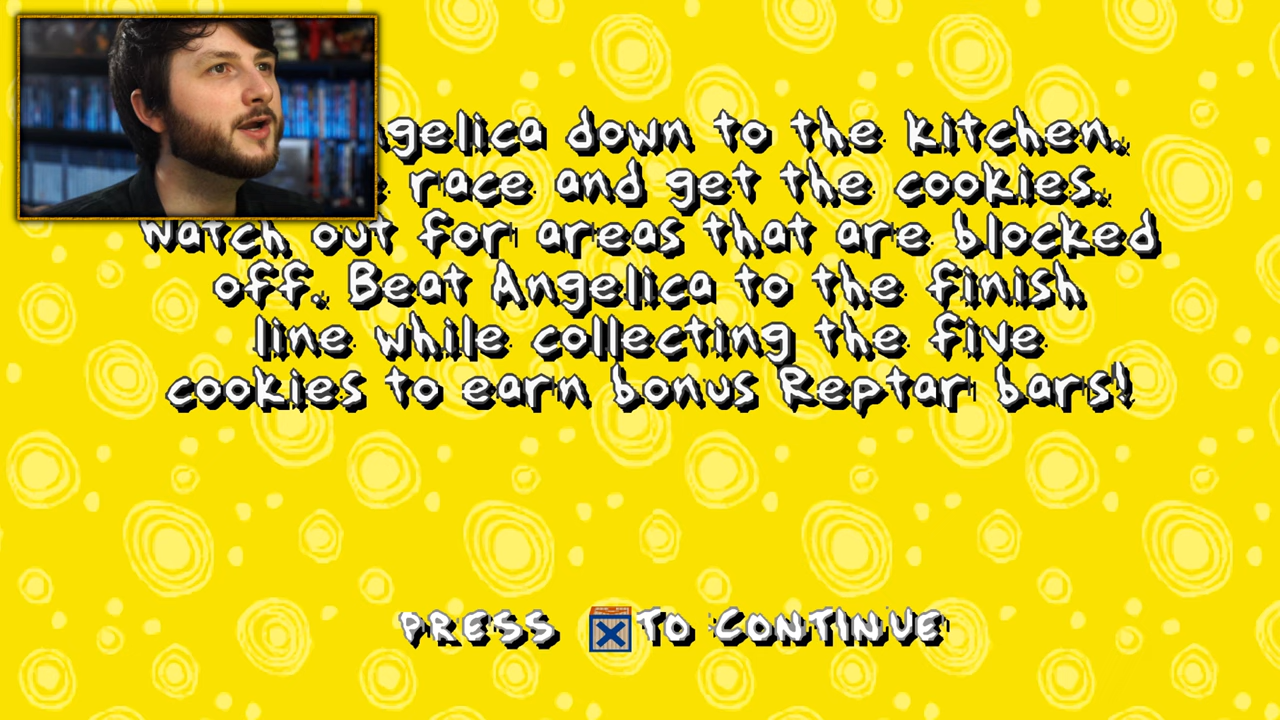 ngelica down to the kitchen.
race and get the cookies.
Watch out for areas that are blocked
off. Beat Angelica to the finish
line while collecting the five
cookies to earn bonus Reptar bars!
PRESS X TO CONTINUE